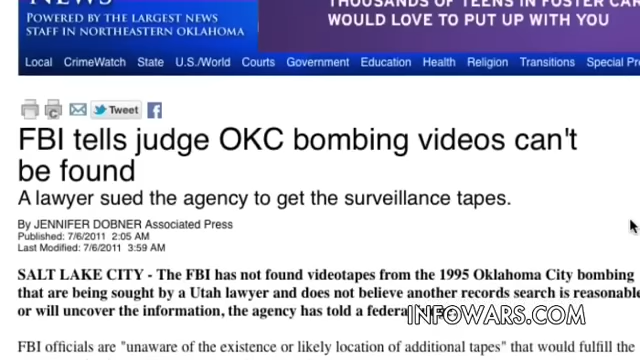 NEWS
THOUSANDS OF TEENS IN FOSTER CAR
POWERED BY THE LARGEST NEWS
STAFF IN NORTHEASTERN OKLAHOMA
WOULD LOVE TO PUT UP WITH YOU
Local CrimeWatch State U.S./World Courts Government Education Health Religion Transitions Special Pr
Tweet
FBI tells judge OKC bombing videos can't
be found
A lawyer sued the agency to get the surveillance tapes.
By JENNIFER DOBNER Associated Press
Published: 7/6/2011 2:05 AM
Last Modified: 7/6/2011 3:59 AM
SALT LAKE CITY - The FBI has not found videotapes from the 1995 Oklahoma City bombing
that are being sought by a Utah lawyer and does not believe another records search is reasonable
or will uncover the information, the agency has told a federa
INFOWARS.COM
FBI officials are "unaware of the existence or likely location of additional tapes" that would fulfill the